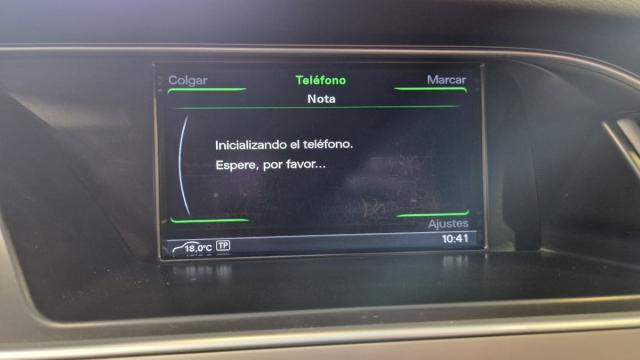 Colgar Teléfono Marcar
Nota
Inicializando el teléfono.
Espere, por favor...
Ajustes
18,0°C TP 10:41